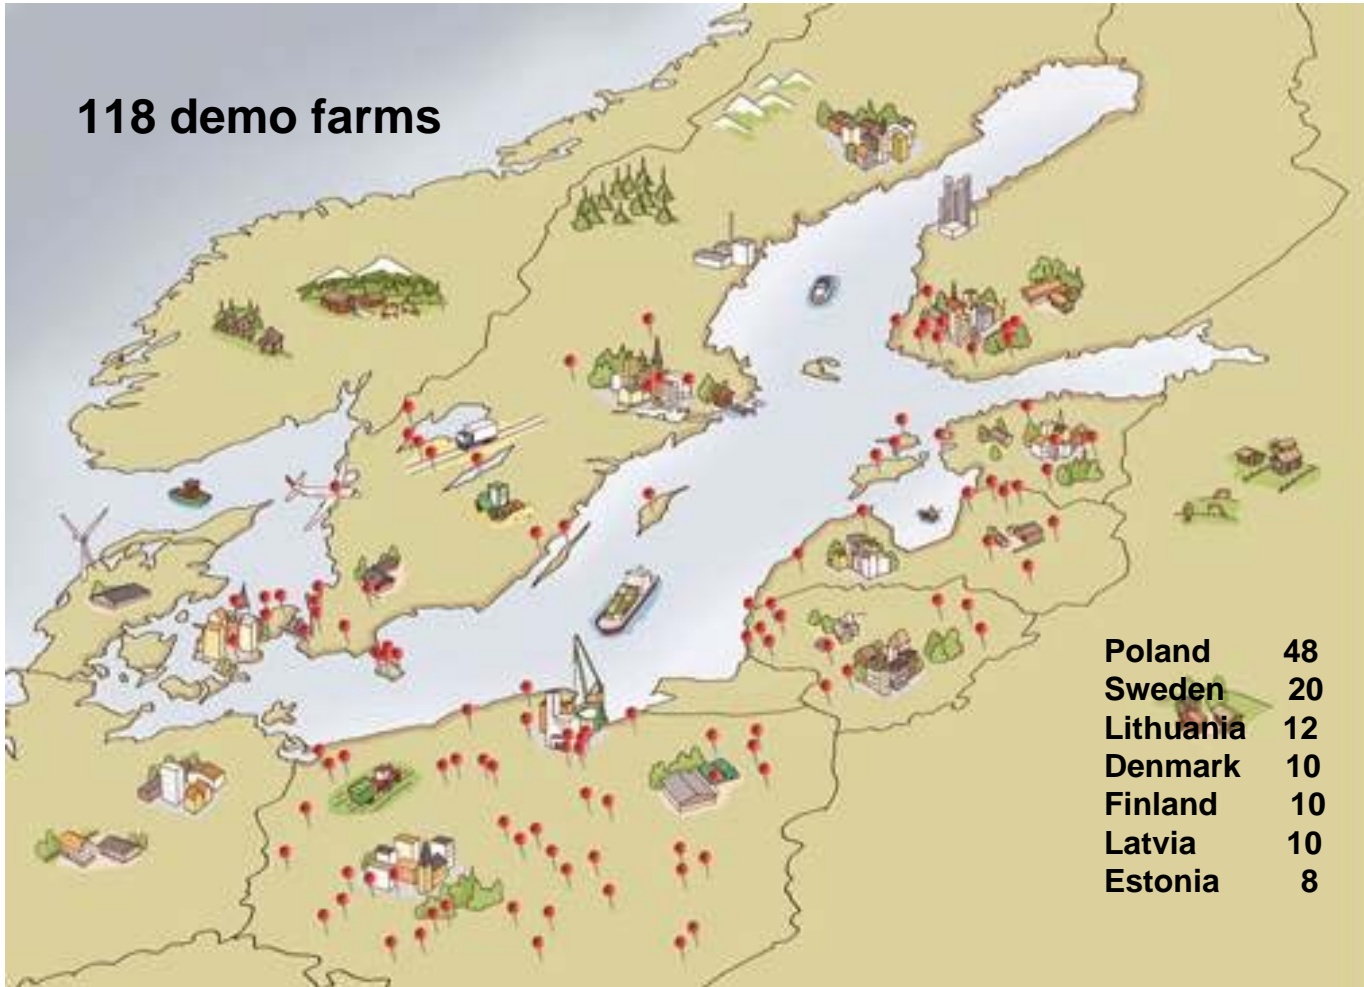 118 demo farms
Poland 48
Sweden 20
Lithuania 12
Denmark 10
Finland 10
Latvia 10
Estonia 8